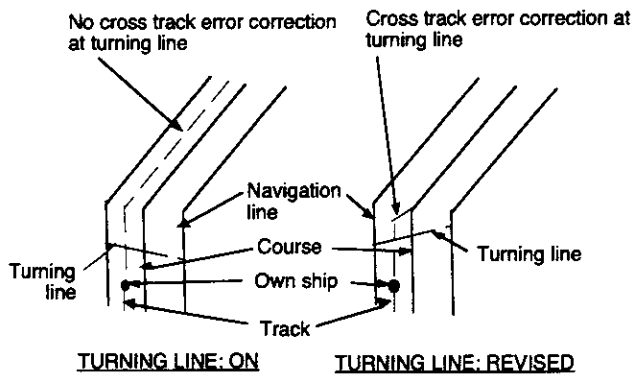 No cross track error correction
at turning line
Cross track error correction at
turning line
Navigation
line
Turning
line
Course
Turning line
Own ship
Track
TURNING LINE: ON
TURNING LINE: REVISED